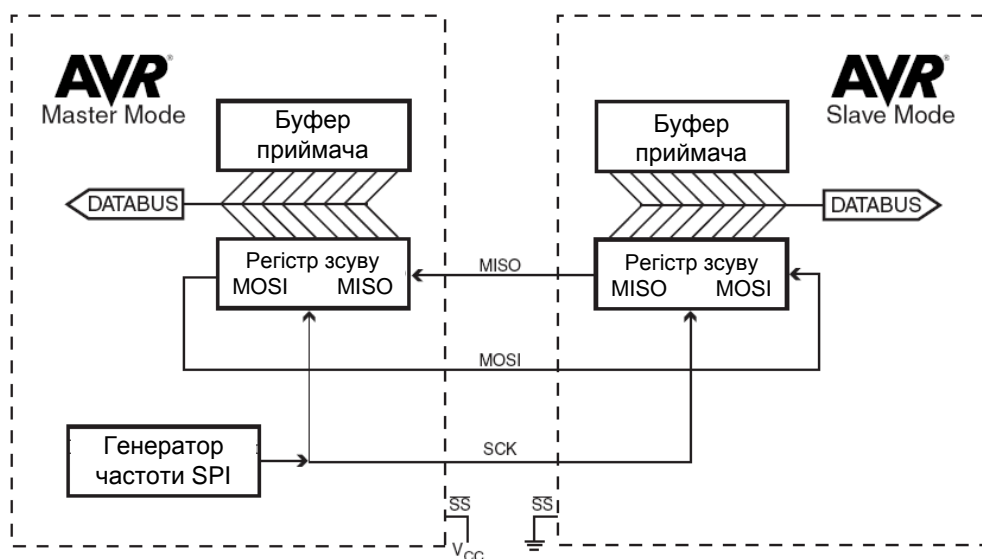 AVR®
Master Mode
Буфер
приймача
DATABUS
Регістр зсуву
MOSI MISO
Генератор
частоти SPI
MISO
MOSI
SCK
SS
VCC
SS
AVR®
Slave Mode
Буфер
приймача
DATABUS
Регістр зсуву
MISO MOSI